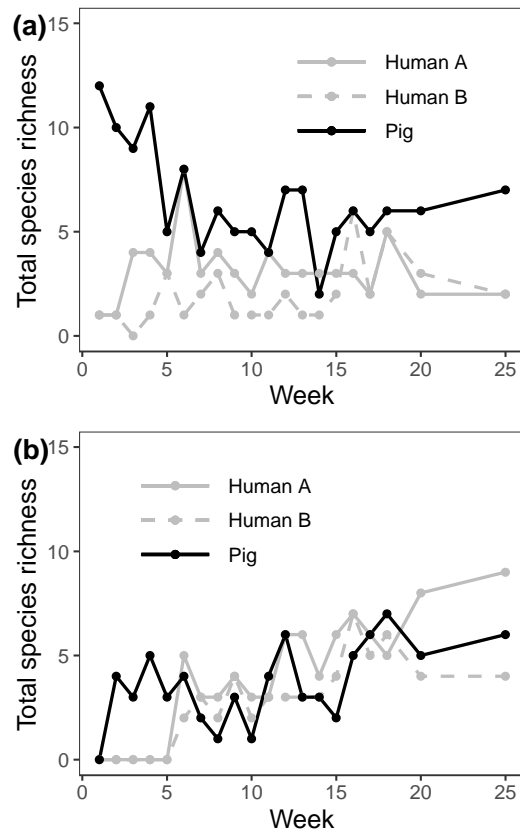 (a)
Total species richness
15
10
5
0
Human A
Human B
Pig
0 5 10 15 20 25
Week
(b)
Total species richness
15
10
5
0
Human A
Human B
Pig
0 5 10 15 20 25
Week